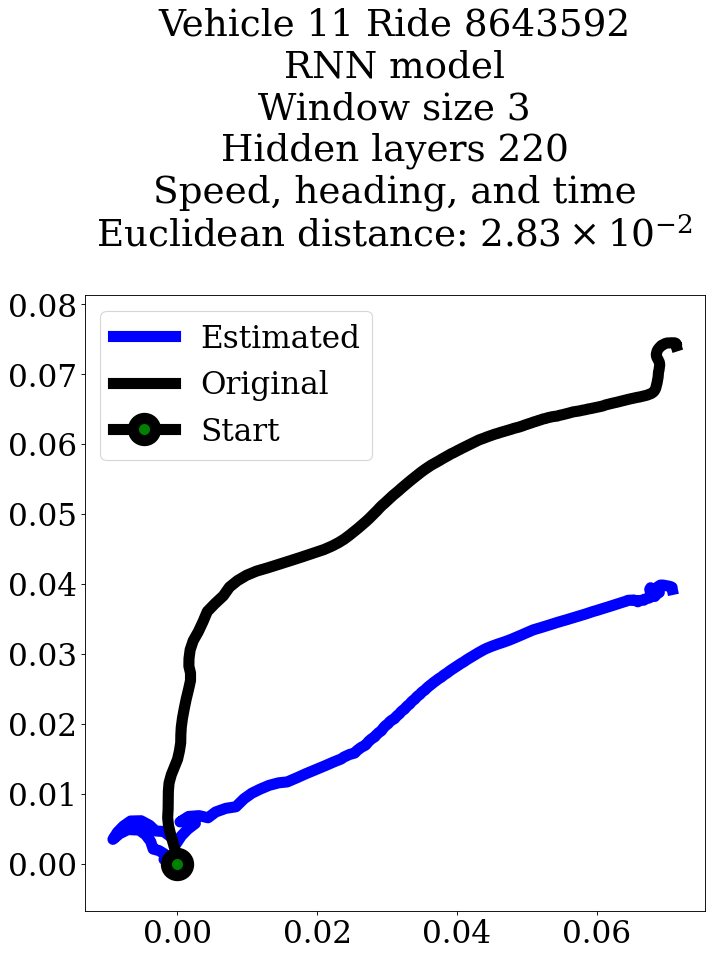 Vehicle 11 Ride 8643592
RNN model
Window size 3
Hidden layers 220
Speed, heading, and time
Euclidean distance: 2.83 × 10⁻²
Estimated
Original
Start
0.08
0.07
0.06
0.05
0.04
0.03
0.02
0.01
0.00
0.00 0.02 0.04 0.06